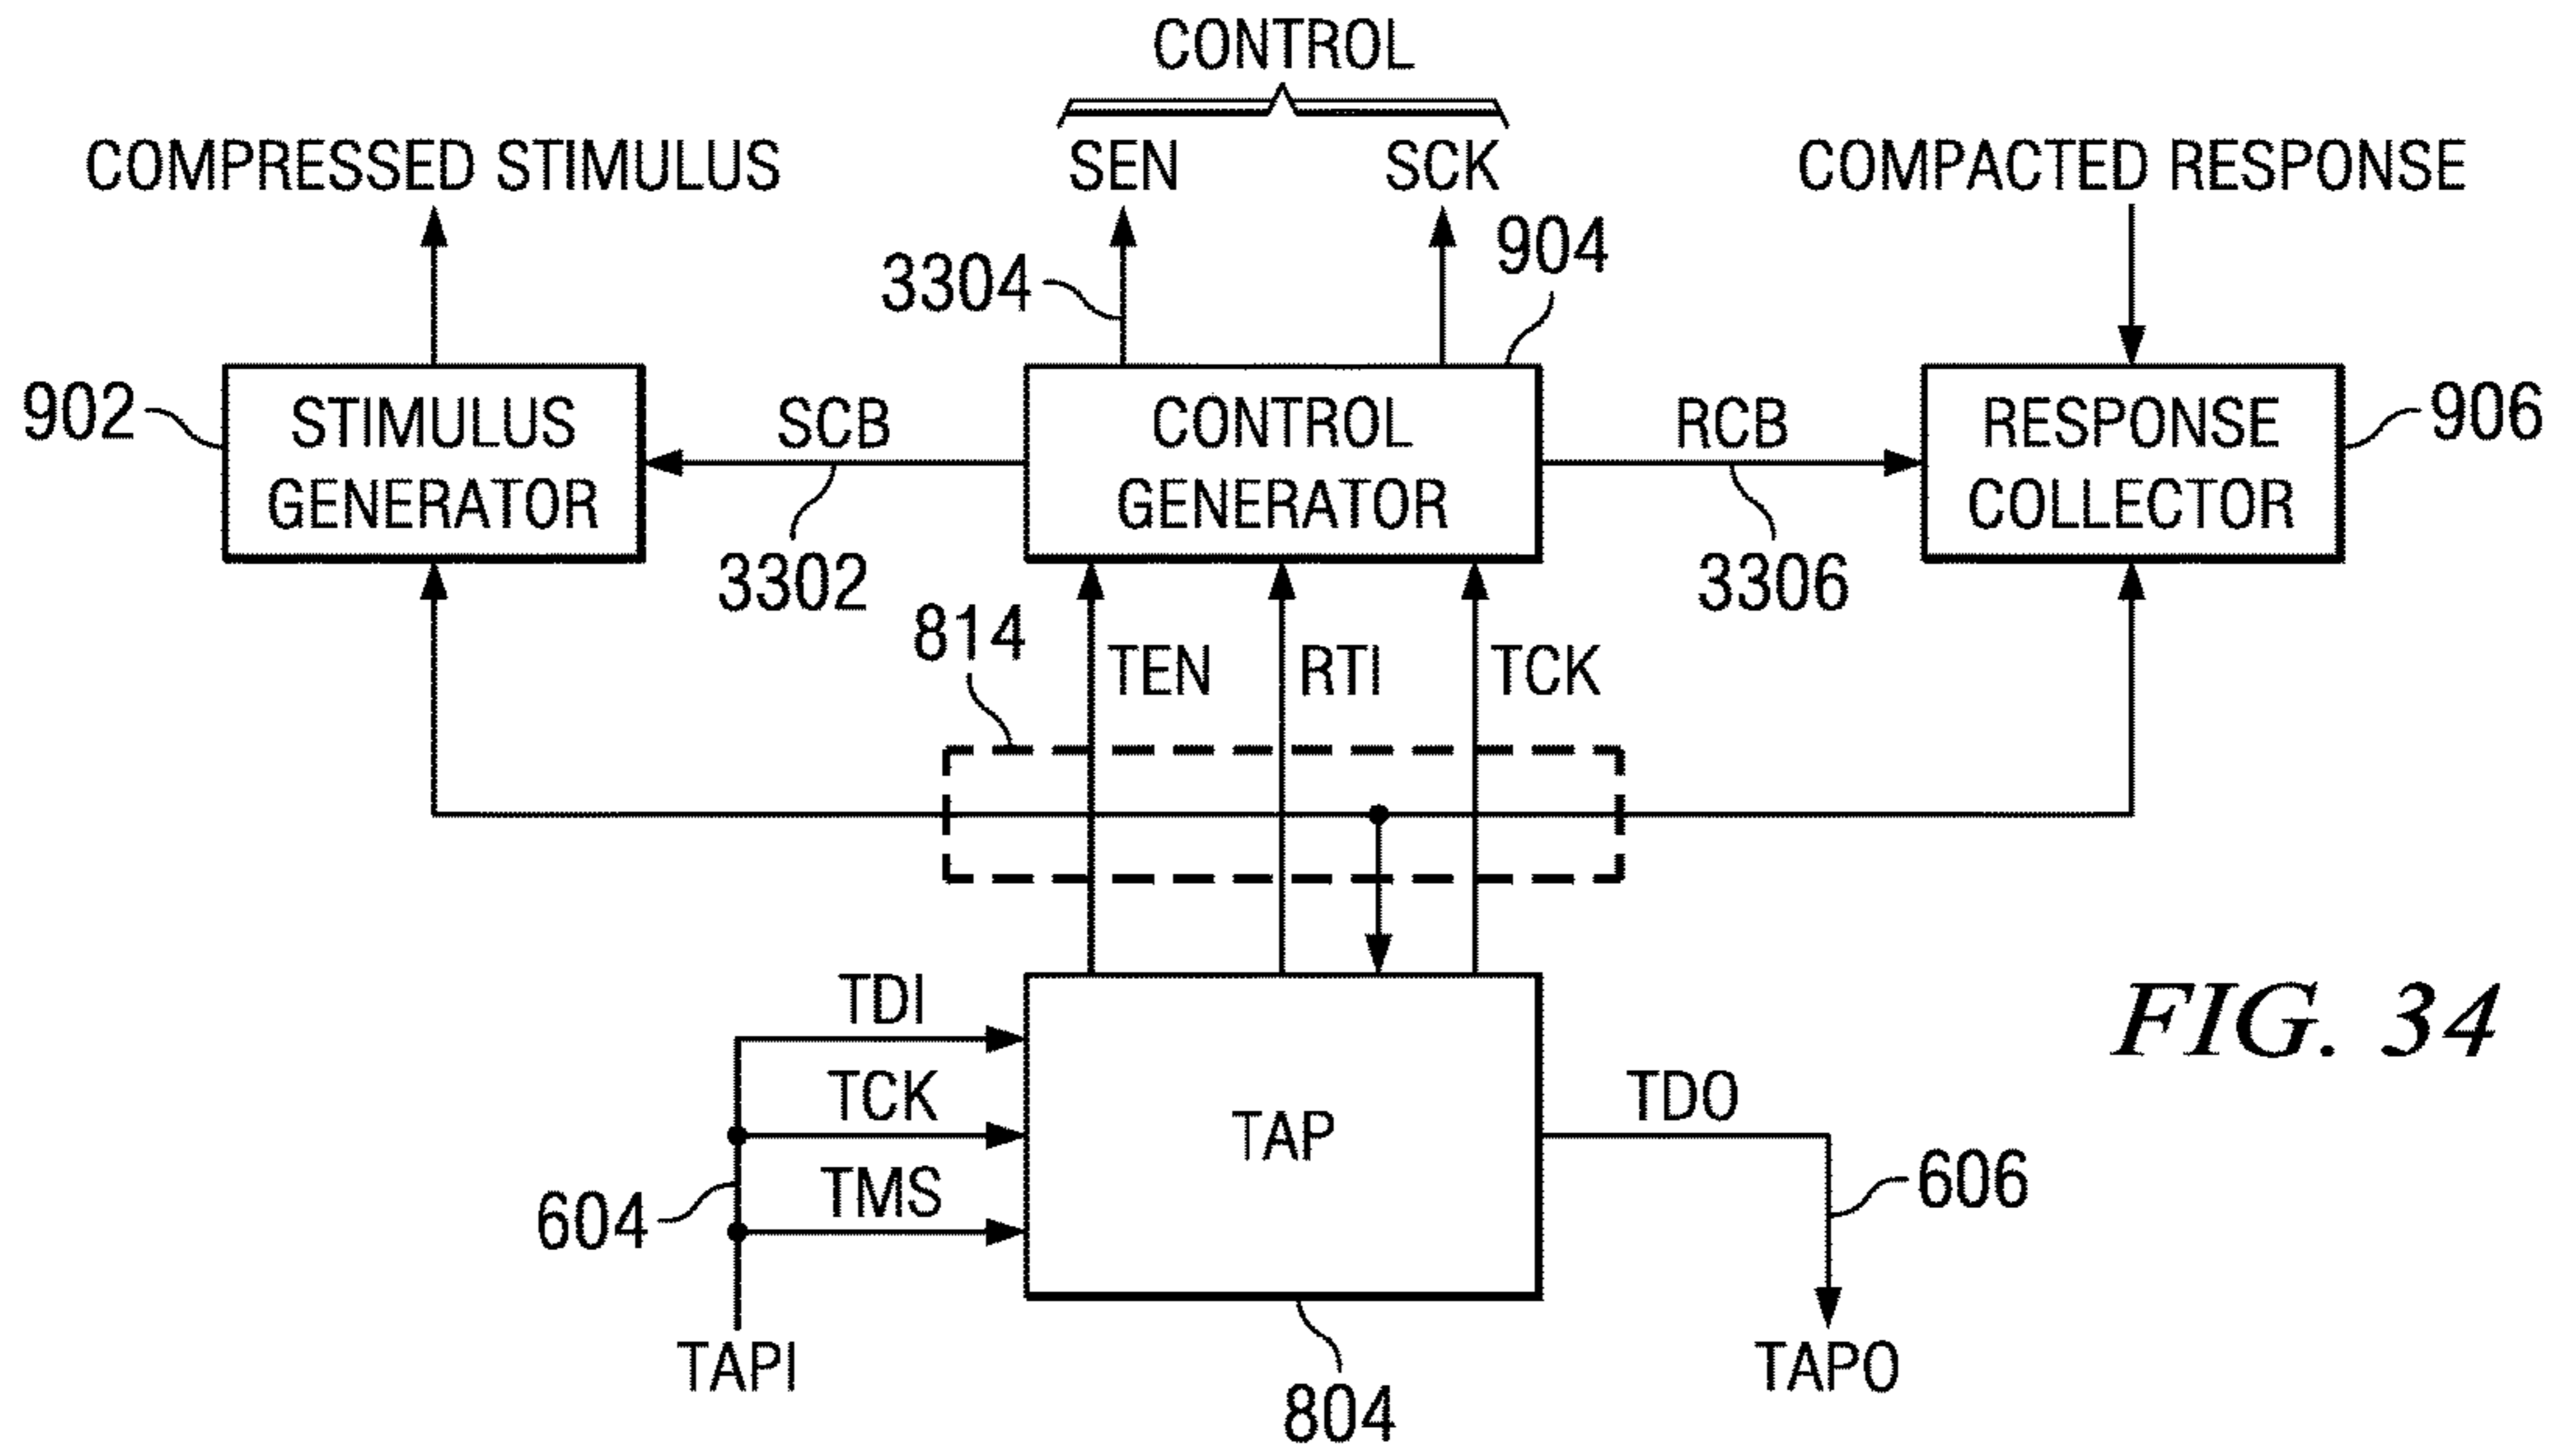 CONTROL
COMPRESSED STIMULUS
SEN
SCK
COMPACTED RESPONSE
3304
904
902
STIMULUS
GENERATOR
SCB
3302
CONTROL
GENERATOR
RCB
3306
RESPONSE
COLLECTOR
906
814
TEN
RTI
TCK
TDI
TCK
TMS
604
TAPI
TAP
804
TDO
606
TAPO
FIG. 34